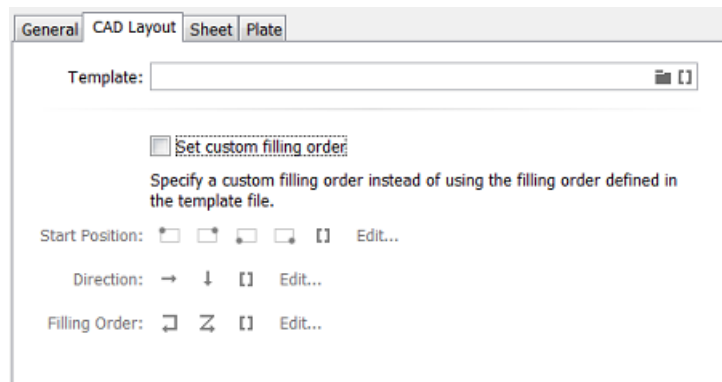 General CAD Layout Sheet Plate
Template:
Set custom filling order
Specify a custom filling order instead of using the filling order defined in
the template file.
Start Position: [] Edit...
Direction: [] Edit...
Filling Order: [] Edit...